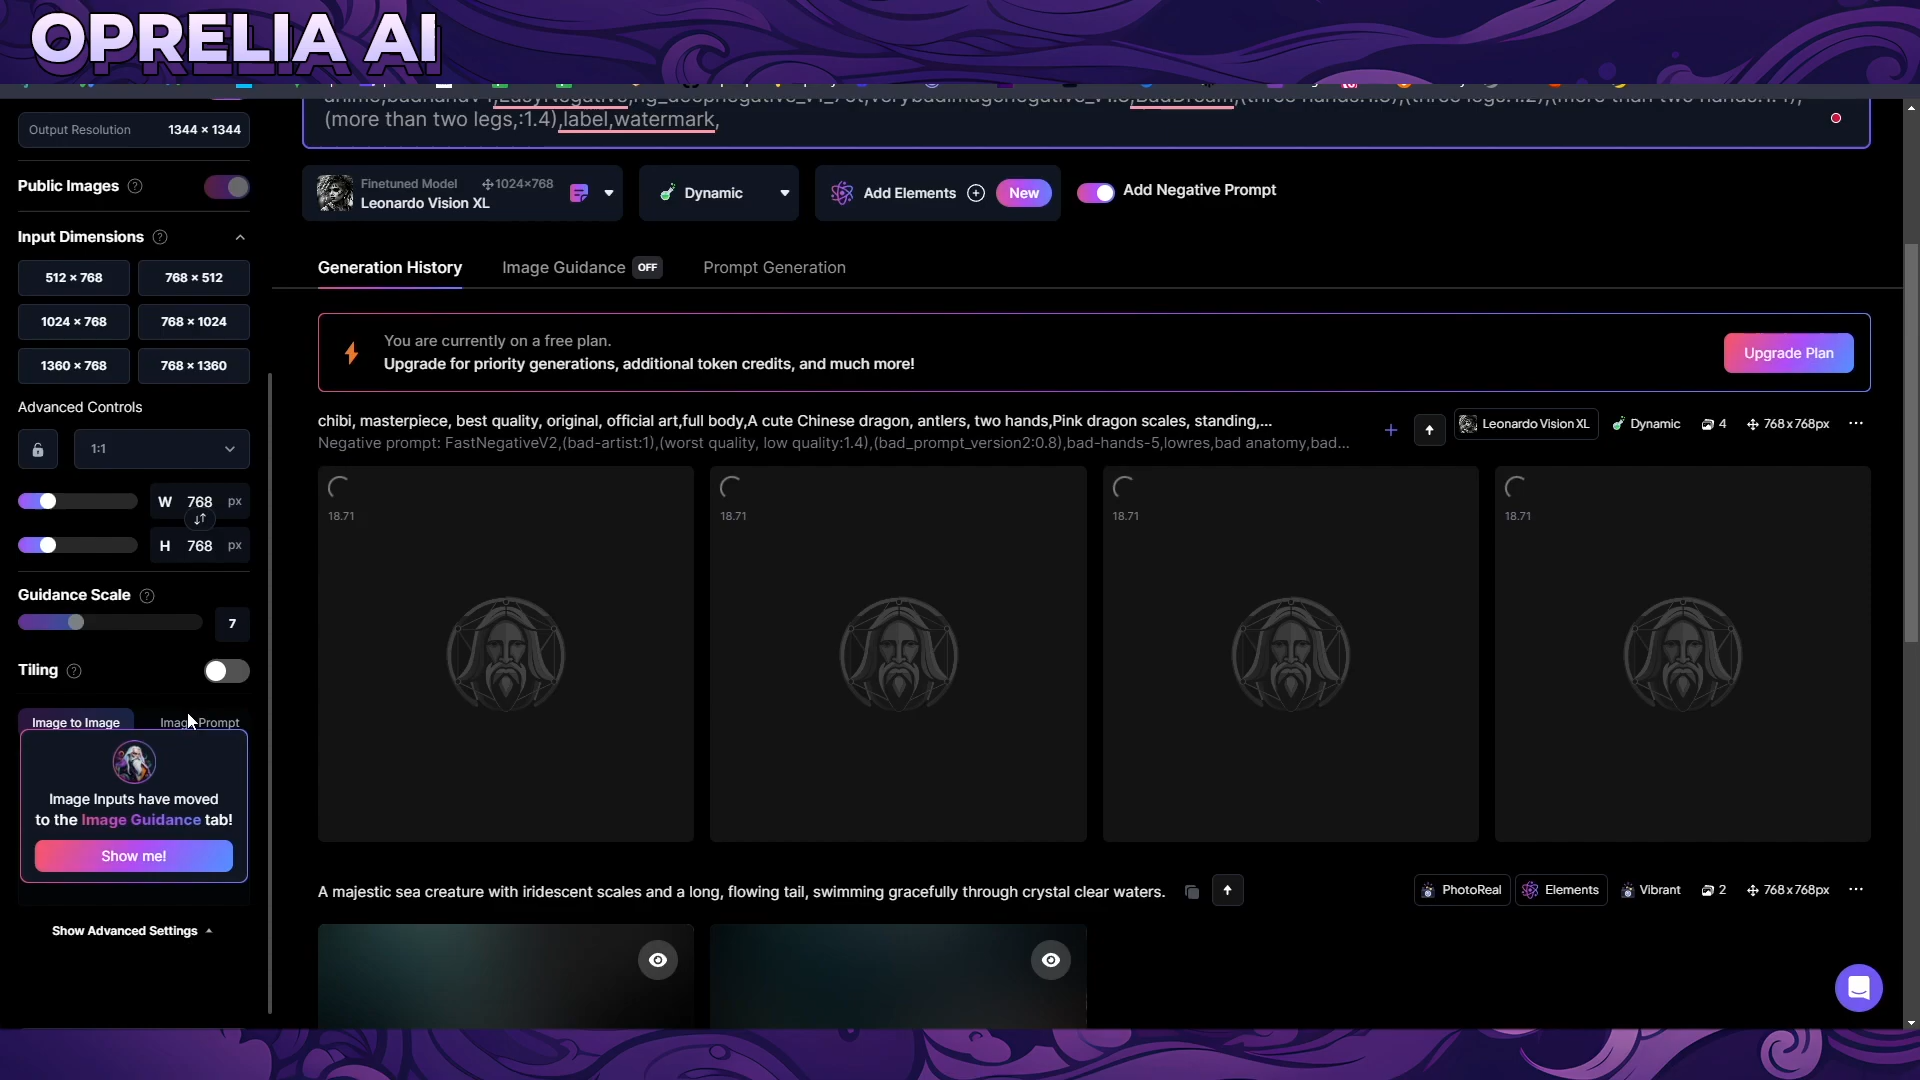 OPRELIA AI
Output Resolution 1344 × 1344
(more than two legs,:1.4),label,watermark,
Public Images
Finetuned Model 1024×768
Leonardo Vision XL
Dynamic
Add Elements New
Add Negative Prompt
Input Dimensions
512 × 768 768 × 512
1024 × 768 768 × 1024
1360 × 768 768 × 1360
Advanced Controls
1:1
W 768 px
H 768 px
Guidance Scale
7
Tiling
Image to Image Image Prompt
Image Inputs have moved
to the Image Guidance tab!
Show me!
Show Advanced Settings
Generation History Image Guidance OFF Prompt Generation
You are currently on a free plan.
Upgrade for priority generations, additional token credits, and much more!
Upgrade Plan
chibi, masterpiece, best quality, original, official art,full body,A cute Chinese dragon, antlers, two hands,Pink dragon scales, standing,...
Negative prompt: FastNegativeV2,(bad-artist:1),(worst quality, low quality:1.4),(bad_prompt_version2:0.8),bad-hands-5,lowres,bad anatomy,bad...
Leonardo Vision XL Dynamic 4 768x768px
18.71 18.71 18.71 18.71
A majestic sea creature with iridescent scales and a long, flowing tail, swimming gracefully through crystal clear waters.
PhotoReal Elements Vibrant 2 768x768px